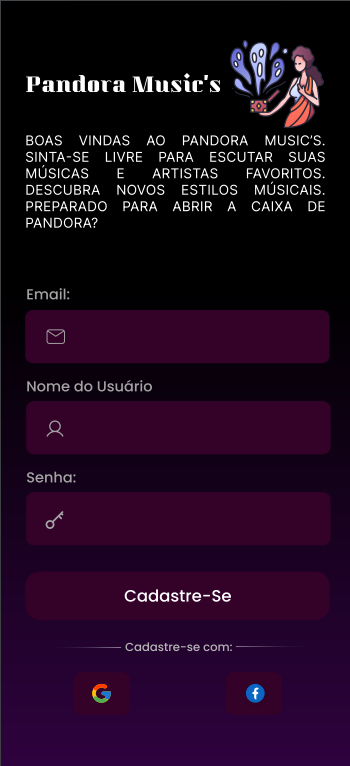 Pandora Music's
BOAS VINDAS AO PANDORA MUSIC'S.
SINTA-SE LIVRE PARA ESCUTAR SUAS
MÚSICAS E ARTISTAS FAVORITOS.
DESCUBRA NOVOS ESTILOS MÚSICAIS.
PREPARADO PARA ABRIR A CAIXA DE
PANDORA?
Email:
Nome do Usuário
Senha:
Cadastre-Se
Cadastre-se com: